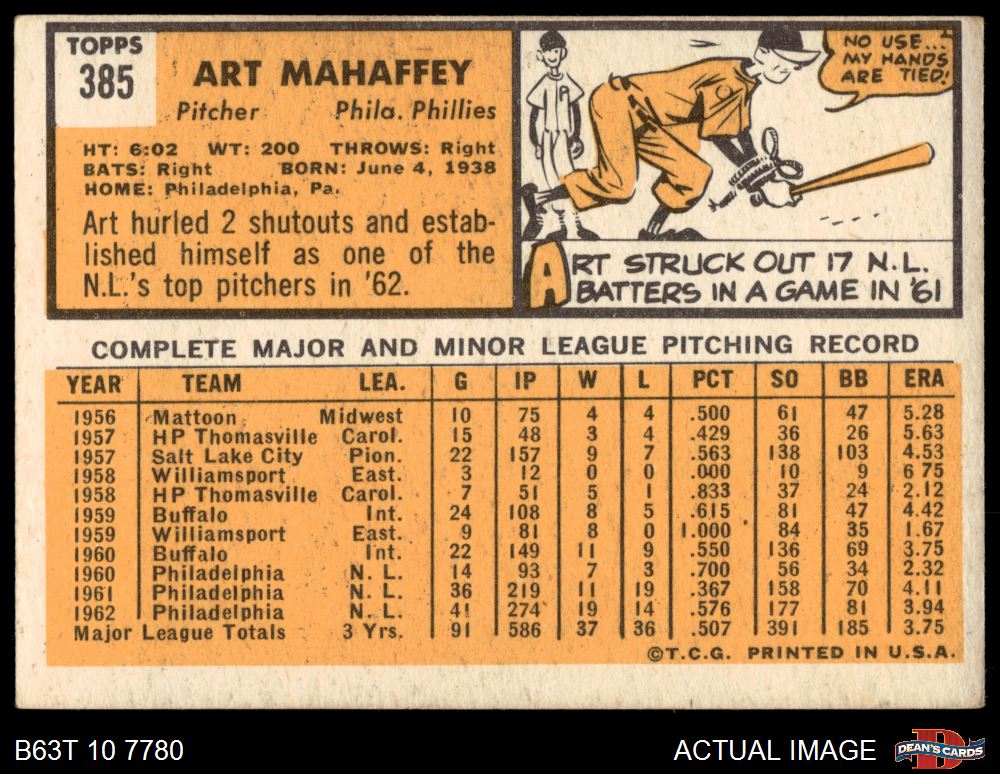 TOPPS
385
ART MAHAFFEY
Pitcher Phila. Phillies
HT: 6:02 WT: 200 THROWS: Right
BATS: Right BORN: June 4, 1938
HOME: Philadelphia, Pa.
Art hurled 2 shutouts and estab-
lished himself as one of the
N.L.'s top pitchers in '62.
NO USE...
MY HANDS
ARE TIED!
P
ART STRUCK OUT 17 N.L.
BATTERS IN A GAME IN '61
COMPLETE MAJOR AND MINOR LEAGUE PITCHING RECORD
YEAR TEAM LEA. G IP W L PCT SO BB ERA
1956 Mattoon Midwest 10 75 4 4 .500 61 47 5.28
1957 HP Thomasville Carol. 15 48 3 4 .429 36 26 5.63
1957 Salt Lake City Pion. 22 157 9 7 .563 138 103 4.53
1958 Williamsport East. 3 12 0 0 .000 10 9 6 75
1958 HP Thomasville Carol. 7 51 5 1 .833 37 24 2.12
1959 Buffalo Int. 24 108 8 5 .615 81 47 4.42
1959 Williamsport East. 9 81 8 0 1.000 84 35 1.67
1960 Buffalo Int. 22 149 11 9 .550 136 69 3.75
1960 Philadelphia N. L. 14 93 7 3 .700 56 34 2.32
1961 Philadelphia N. L. 36 219 11 19 .367 158 70 4.11
1962 Philadelphia N. L. 41 274 19 14 .576 177 81 3.94
Major League Totals 3 Yrs. 91 586 37 36 .507 391 185 3.75
©T.C.G. PRINTED IN U.S.A.
B63T 10 7780
ACTUAL IMAGE
D
DEAN'S CARDS